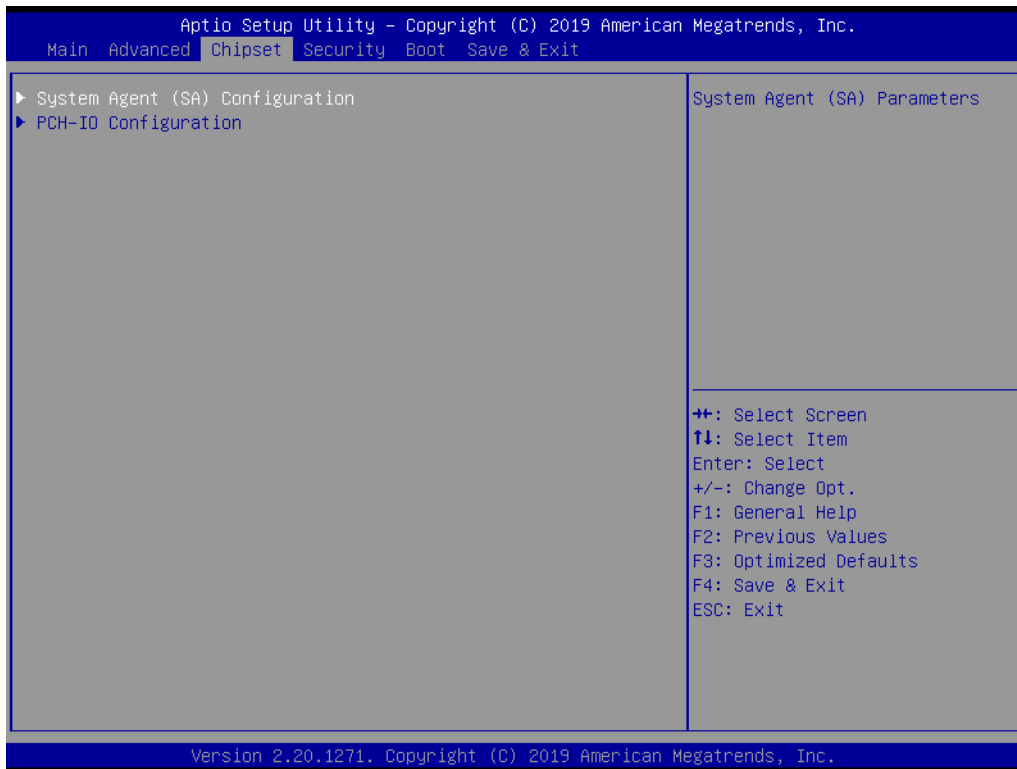 Aptio Setup Utility – Copyright (C) 2019 American Megatrends, Inc.
Main Advanced Chipset Security Boot Save & Exit
▶ System Agent (SA) Configuration
▶ PCH-IO Configuration
System Agent (SA) Parameters
→←: Select Screen
↑↓: Select Item
Enter: Select
+/-: Change Opt.
F1: General Help
F2: Previous Values
F3: Optimized Defaults
F4: Save & Exit
ESC: Exit
Version 2.20.1271. Copyright (C) 2019 American Megatrends, Inc.